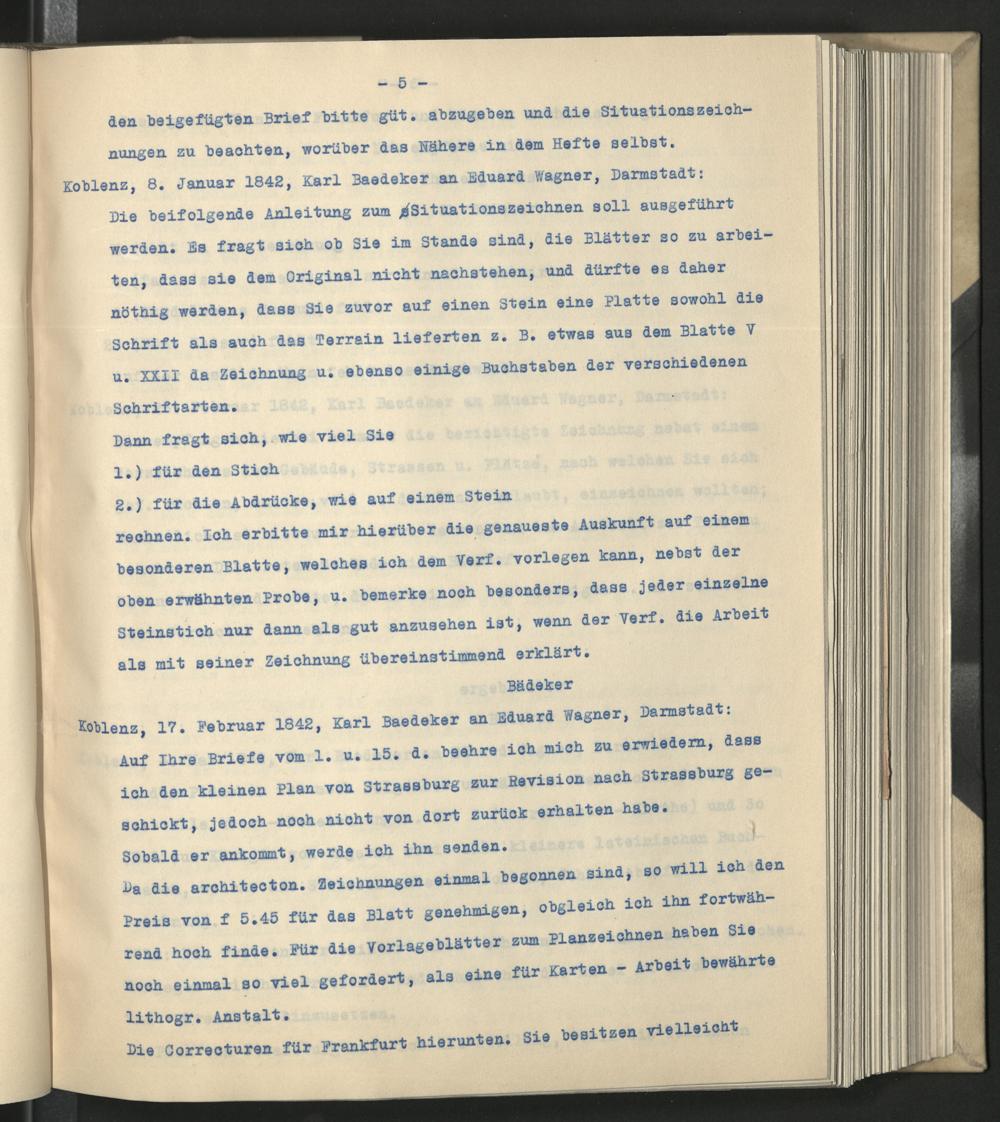 - 5 -
den beigefügten Brief bitte güt. abzugeben und die Situationszeich-
nungen zu beachten, worüber das Nähere in dem Hefte selbst.
Koblenz, 8. Januar 1842, Karl Baedeker an Eduard Wagner, Darmstadt:
Die beifolgende Anleitung zum Situationszeichnen soll ausgeführt
werden. Es fragt sich ob Sie im Stande sind, die Blätter so zu arbei-
ten, dass sie dem Original nicht nachstehen, und dürfte es daher
nöthig werden, dass Sie zuvor auf einen Stein eine Platte sowohl die
Schrift als auch das Terrain lieferten z. B. etwas aus dem Blatte V
u. XXII da Zeichnung u. ebenso einige Buchstaben der verschiedenen
Schriftarten.
Dann fragt sich, wie viel Sie
1.) für den Stich
2.) für die Abdrücke, wie auf einem Stein
rechnen. Ich erbitte mir hierüber die genaueste Auskunft auf einem
besonderen Blatte, welches ich dem Verf. vorlegen kann, nebst der
oben erwähnten Probe, u. bemerke noch besonders, dass jeder einzelne
Steinstich nur dann als gut anzusehen ist, wenn der Verf. die Arbeit
als mit seiner Zeichnung übereinstimmend erklärt.
Bädeker
Koblenz, 17. Februar 1842, Karl Baedeker an Eduard Wagner, Darmstadt:
Auf Ihre Briefe vom 1. u. 15. d. beehre ich mich zu erwiedern, dass
ich den kleinen Plan von Strassburg zur Revision nach Strassburg ge-
schickt, jedoch noch nicht von dort zurück erhalten habe.
Sobald er ankommt, werde ich ihn senden.
Da die architecton. Zeichnungen einmal begonnen sind, so will ich den
Preis von f 5.45 für das Blatt genehmigen, obgleich ich ihn fortwäh-
rend hoch finde. Für die Vorlageblätter zum Planzeichnen haben Sie
noch einmal so viel gefordert, als eine für Karten - Arbeit bewährte
lithogr. Anstalt.
Die Correcturen für Frankfurt hierunten. Sie besitzen vielleicht